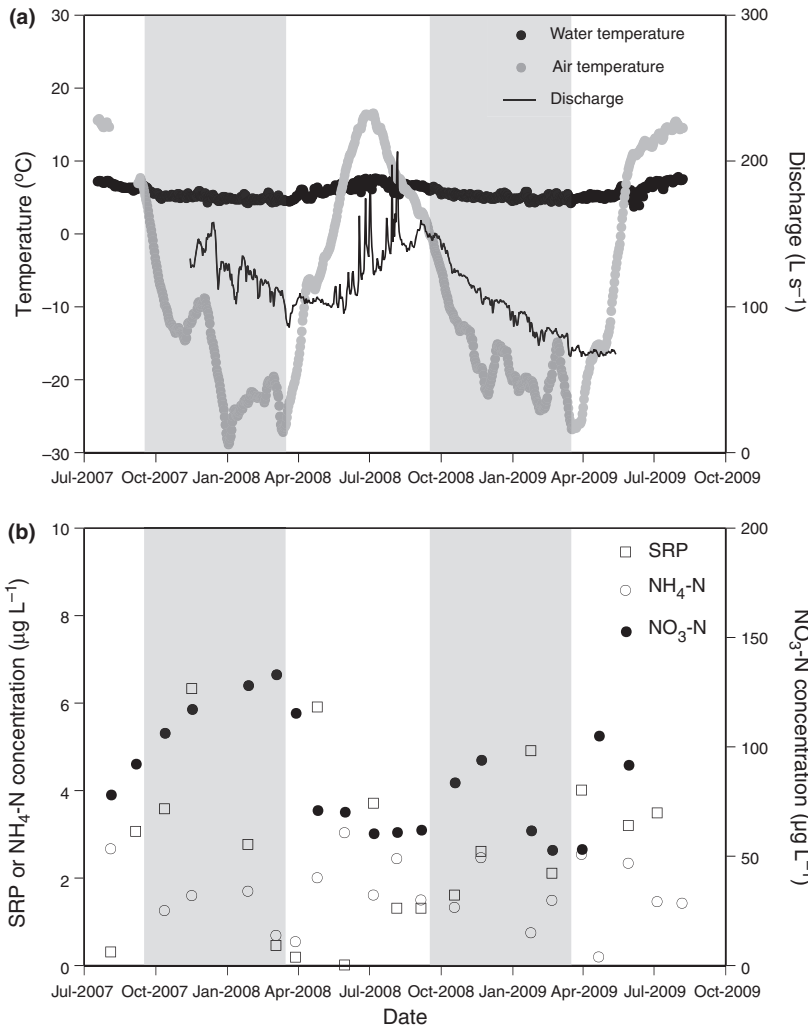 (a)
30
20
10
0
−10
−20
−30
Temperature (ºC)
300
200
100
0
Discharge (L s⁻¹)
Water temperature
Air temperature
Discharge
Jul-2007 Oct-2007 Jan-2008 Apr-2008 Jul-2008 Oct-2008 Jan-2009 Apr-2009 Jul-2009 Oct-2009
(b)
10
8
6
4
2
0
SRP or NH₄-N concentration (µg L⁻¹)
200
150
100
50
0
NO₃-N concentration (µg L⁻¹)
SRP
NH₄-N
NO₃-N
Jul-2007 Oct-2007 Jan-2008 Apr-2008 Jul-2008 Oct-2008 Jan-2009 Apr-2009 Jul-2009 Oct-2009
Date